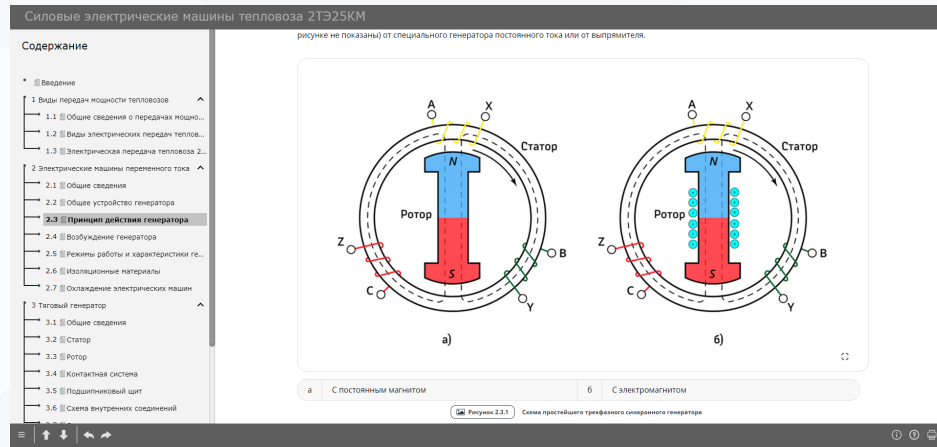 Силовые электрические машины тепловоза 2ТЭ25КМ
Содержание
Введение
1 Виды передач мощности тепловозов
1.1 Общие сведения о передачах мощно...
1.2 Виды электрических передач теплов...
1.3 Электрическая передача тепловоза 2...
2 Электрические машины переменного тока
2.1 Общие сведения
2.2 Общее устройство генератора
2.3 Принцип действия генератора
2.4 Возбуждение генератора
2.5 Режимы работы и характеристики ге...
2.6 Изоляционные материалы
2.7 Охлаждение электрических машин
3 Тяговый генератор
3.1 Общие сведения
3.2 Статор
3.3 Ротор
3.4 Контактная система
3.5 Подшипниковый щит
3.6 Схема внутренних соединений
рисунке не показаны) от специального генератора постоянного тока или от выпрямителя.
A
X
Статор
N
Ротор
Z
B
S
C
Y
а)
A
X
Статор
N
Ротор
Z
B
S
C
Y
б)
а С постоянным магнитом б С электромагнитом
Рисунок 2.3.1 Схема простейшего трехфазного синхронного генератора